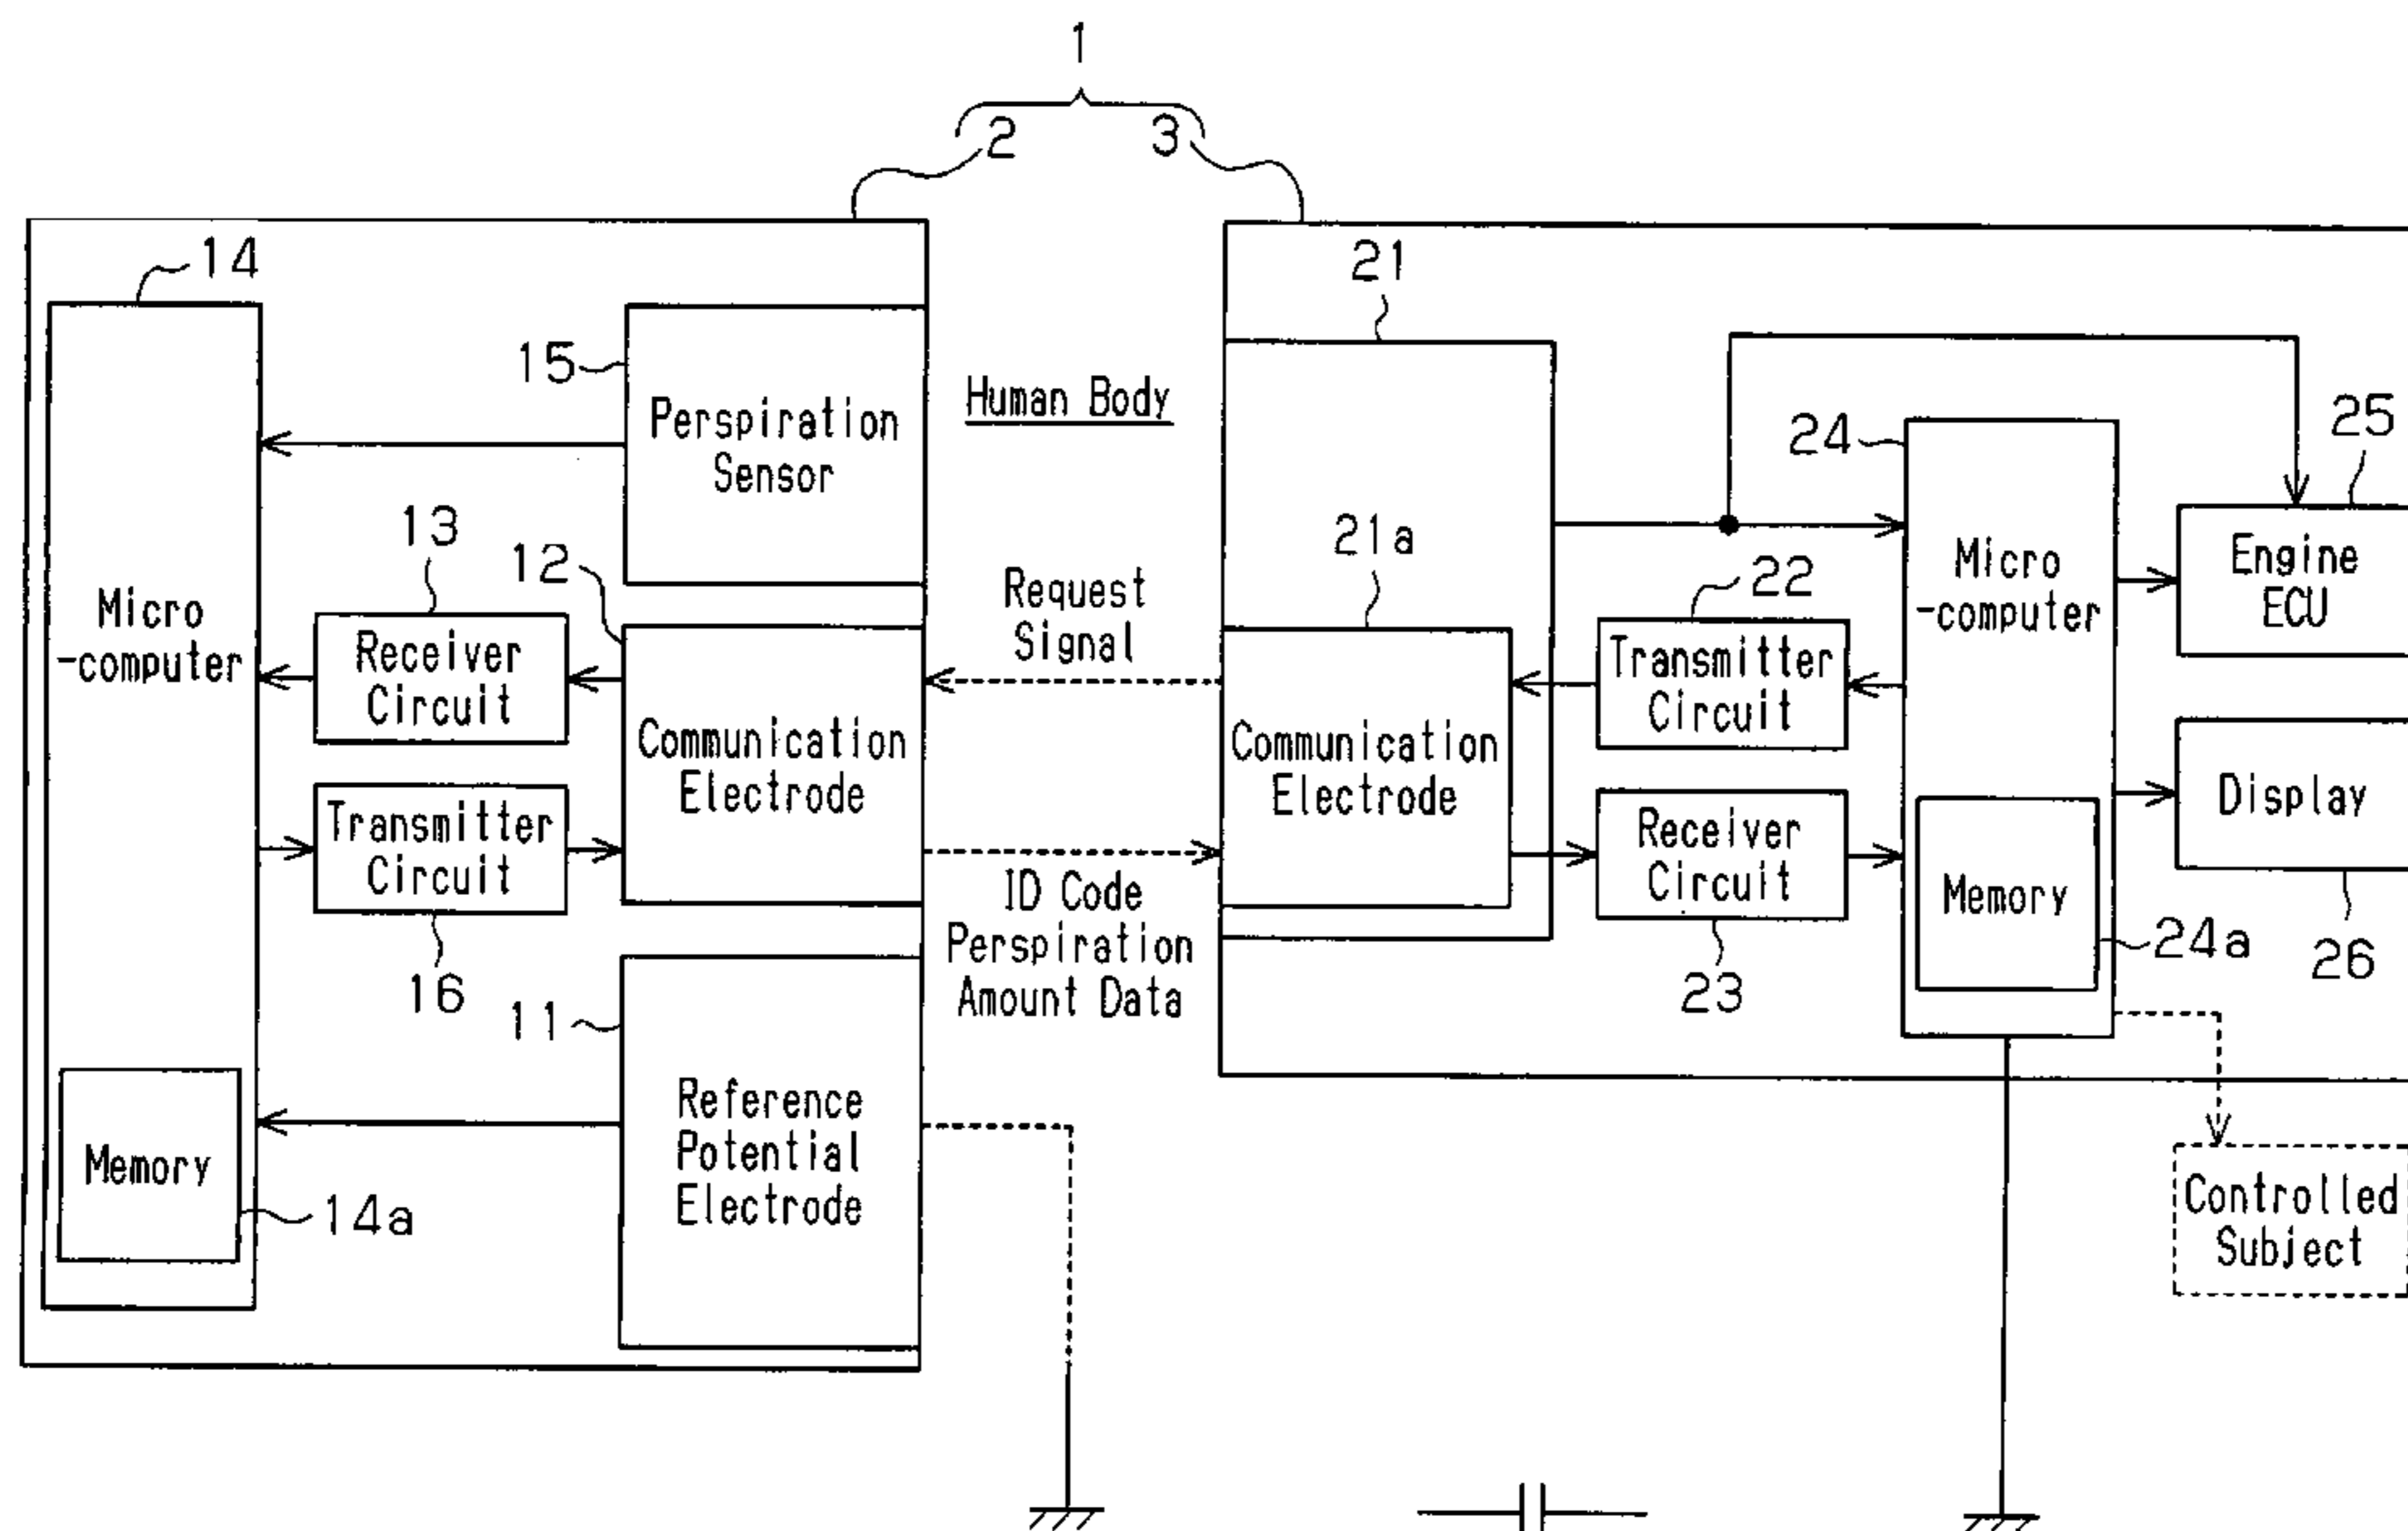 1
2
3
14
Micro
-computer
Memory
14a
15
Perspiration
Sensor
13
Receiver
Circuit
12
Communication
Electrode
Transmitter
Circuit
16
11
Reference
Potential
Electrode
Human Body
Request
Signal
ID Code
Perspiration
Amount Data
21
21a
Communication
Electrode
22
Transmitter
Circuit
Receiver
Circuit
23
24
Micro
-computer
Memory
24a
25
Engine
ECU
Display
26
Controlled
Subject